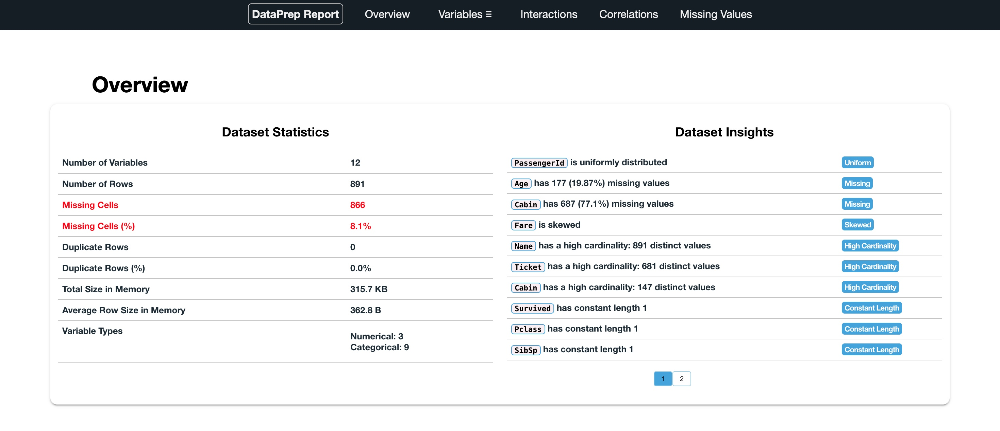 DataPrep Report Overview Variables ☰ Interactions Correlations Missing Values
Overview
Dataset Statistics
Number of Variables 12
Number of Rows 891
Missing Cells 866
Missing Cells (%) 8.1%
Duplicate Rows 0
Duplicate Rows (%) 0.0%
Total Size in Memory 315.7 KB
Average Row Size in Memory 362.8 B
Variable Types
Numerical: 3
Categorical: 9
Dataset Insights
PassengerId is uniformly distributed Uniform
Age has 177 (19.87%) missing values Missing
Cabin has 687 (77.1%) missing values Missing
Fare is skewed Skewed
Name has a high cardinality: 891 distinct values High Cardinality
Ticket has a high cardinality: 681 distinct values High Cardinality
Cabin has a high cardinality: 147 distinct values High Cardinality
Survived has constant length 1 Constant Length
Pclass has constant length 1 Constant Length
SibSp has constant length 1 Constant Length
1 2